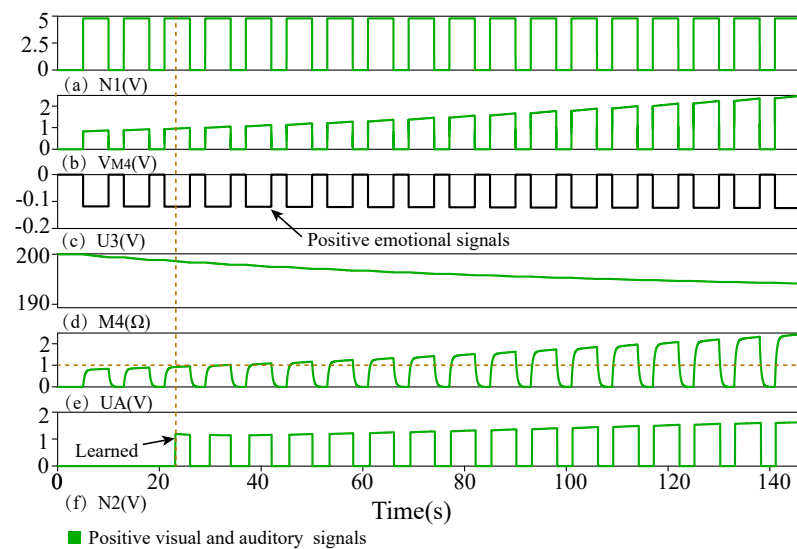 5
2.5
0
(a) N1(V)
2
1
0
(b) VM4(V)
0
-0.1
-0.2
Positive emotional signals
(c) U3(V)
200
190
(d) M4(Ω)
2
1
0
(e) UA(V)
2
1
0
Learned
0 20 40 60 80 100 120 140
(f) N2(V)
Time(s)
Positive visual and auditory signals